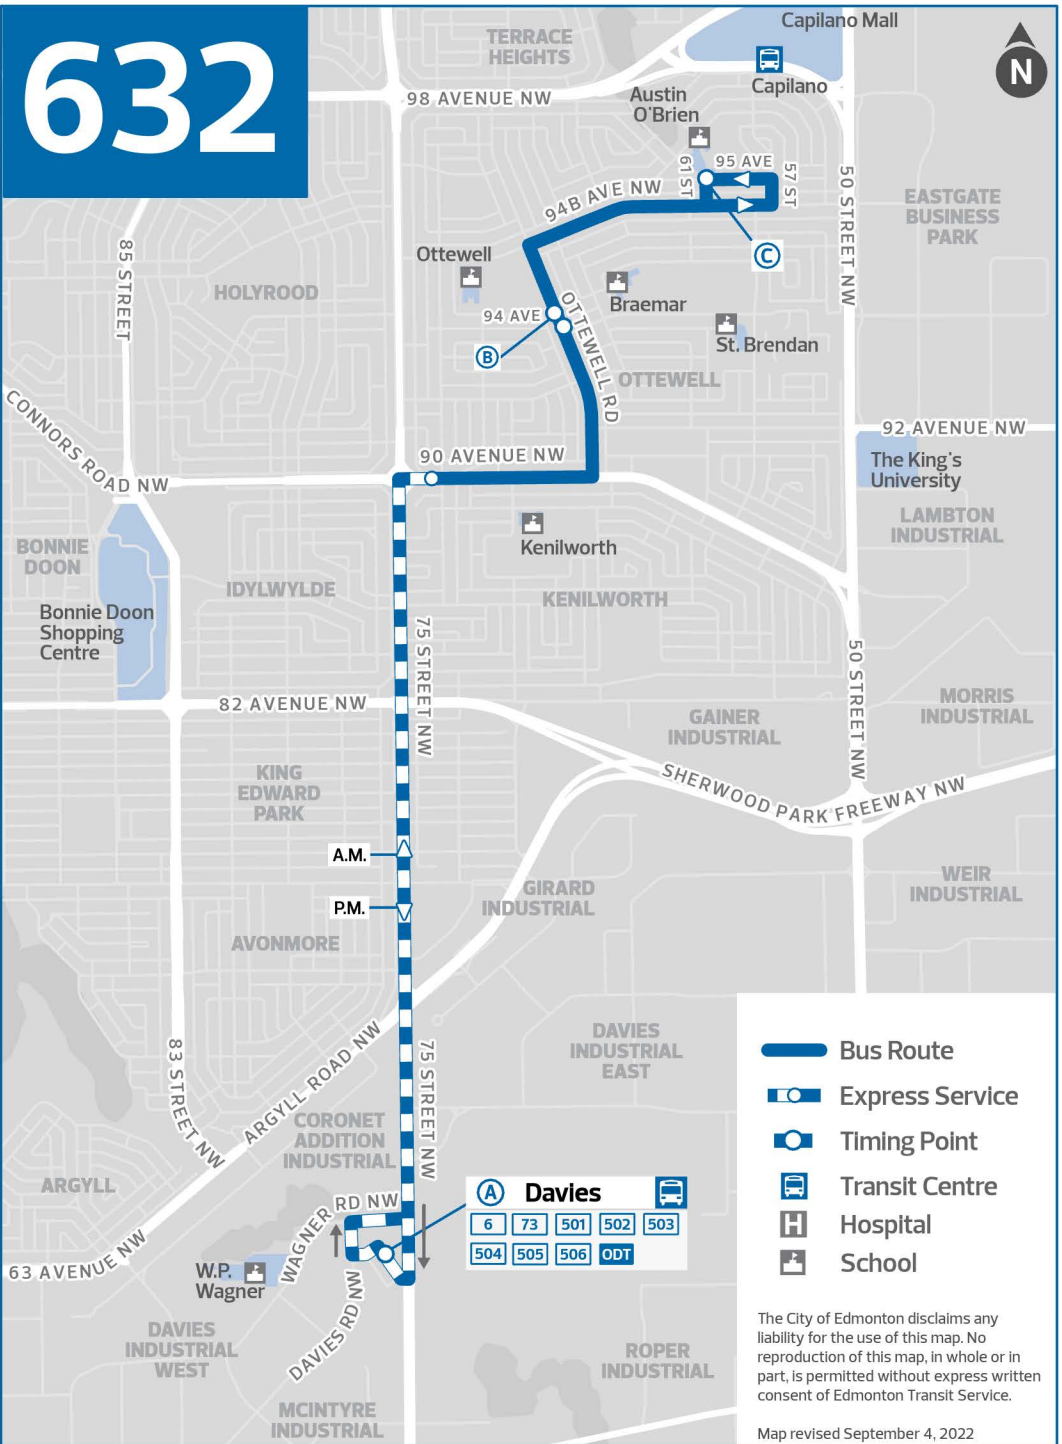 632
Capilano Mall
TERRACE
HEIGHTS
N
Capilano
98 AVENUE NW
Austin
O'Brien
61 ST
95 AVE
57 ST
50 STREET NW
94B AVE NW
EASTGATE
BUSINESS
PARK
85 STREET
Ottewell
C
HOLYROOD
Braemar
94 AVE
OTTEWELL RD
B
St. Brendan
OTTEWELL
CONNORS ROAD NW
92 AVENUE NW
90 AVENUE NW
The King's
University
LAMBTON
INDUSTRIAL
Kenilworth
BONNIE
DOON
IDYLWYLDE
KENILWORTH
Bonnie Doon
Shopping
Centre
75 STREET NW
50 STREET NW
82 AVENUE NW
MORRIS
INDUSTRIAL
GAINER
INDUSTRIAL
KING
EDWARD
PARK
SHERWOOD PARK FREEWAY NW
A.M.
WEIR
INDUSTRIAL
GIRARD
INDUSTRIAL
P.M.
AVONMORE
DAVIES
INDUSTRIAL
EAST
83 STREET NW
ARGYLL ROAD NW
75 STREET NW
CORONET
ADDITION
INDUSTRIAL
ARGYLL
WAGNER RD NW
A Davies
6 73 501 502 503
504 505 506 ODT
63 AVENUE NW
W.P.
Wagner
DAVIES RD NW
DAVIES
INDUSTRIAL
WEST
ROPER
INDUSTRIAL
MCINTYRE
INDUSTRIAL
Bus Route
Express Service
Timing Point
Transit Centre
H Hospital
School
The City of Edmonton disclaims any
liability for the use of this map. No
reproduction of this map, in whole or in
part, is permitted without express written
consent of Edmonton Transit Service.
Map revised September 4, 2022